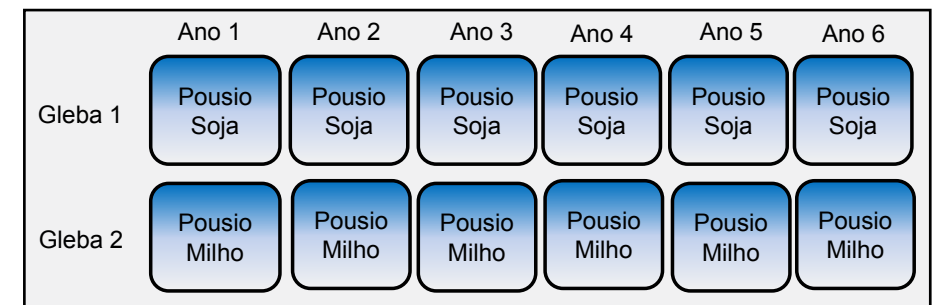 Ano 1 Ano 2 Ano 3 Ano 4 Ano 5 Ano 6
Gleba 1
Pousio Pousio Pousio Pousio Pousio Pousio
Soja Soja Soja Soja Soja Soja
Gleba 2
Pousio Pousio Pousio Pousio Pousio Pousio
Milho Milho Milho Milho Milho Milho